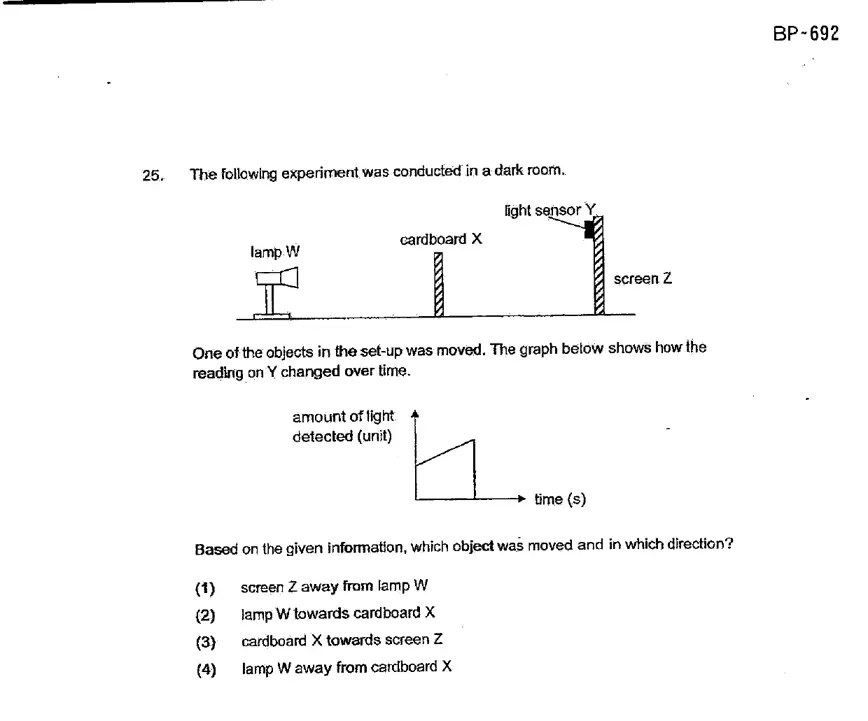 BP-692
25. The following experiment was conducted in a dark room.
light sensor Y
cardboard X
lamp W
screen Z
One of the objects in the set-up was moved. The graph below shows how the
reading on Y changed over time.
amount of light
detected (unit)
time (s)
Based on the given information, which object was moved and in which direction?
(1) screen Z away from lamp W
(2) lamp W towards cardboard X
(3) cardboard X towards screen Z
(4) lamp W away from cardboard X